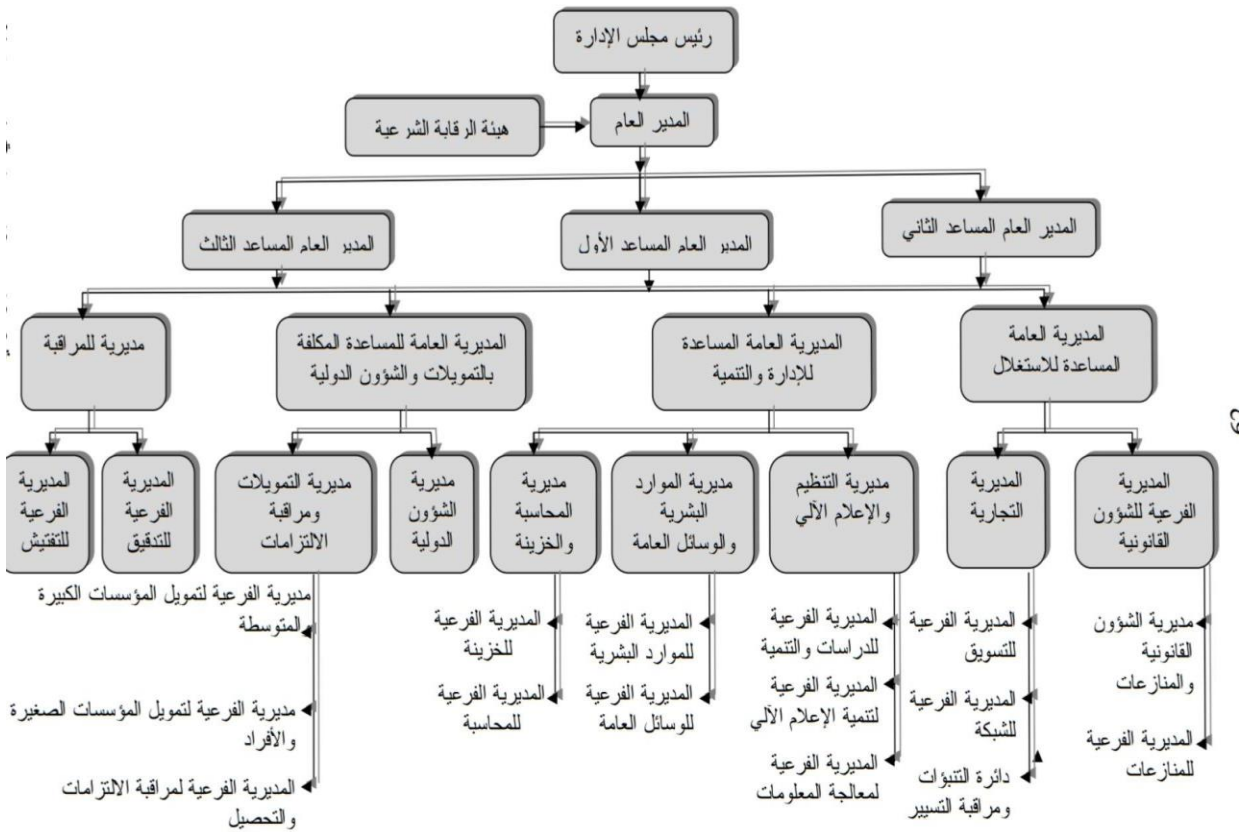 رئيس مجلس الإدارة
المدير العام
هيئة الرقابة الشرعية
المدير العام المساعد الثاني
المدير العام المساعد الأول
المدير العام المساعد الثالث
المديرية العامة
المساعدة للاستغلال
المديرية العامة المساعدة
للإدارة والتنمية
المديرية العامة للمساعدة المكلفة
بالتمويلات والشؤون الدولية
مديرية للمراقبة
المديرية
الفرعية للشؤون
القانونية
المديرية
التجارية
مديرية التنظيم
والإعلام الآلي
مديرية الموارد
البشرية
والوسائل العامة
مديرية
المحاسبة
والخزينة
مديرية
الشؤون
الدولية
مديرية التمويلات
ومراقبة
الالتزامات
المديرية
الفرعية
للتدقيق
المديرية
الفرعية
للتفتيش
مديرية الشؤون
القانونية
والمنازعات
المديرية الفرعية
للمنازعات
المديرية الفرعية
للتسويق
المديرية الفرعية
للشبكة
دائرة التنبؤات
ومراقبة التسيير
المديرية الفرعية
للدراسات والتنمية
المديرية الفرعية
لتنمية الإعلام الآلي
المديرية الفرعية
لمعالجة المعلومات
المديرية الفرعية
للموارد البشرية
المديرية الفرعية
للوسائل العامة
المديرية الفرعية
للخزينة
المديرية الفرعية
للمحاسبة
مديرية الفرعية لتمويل المؤسسات الكبيرة
والمتوسطة
مديرية الفرعية لتمويل المؤسسات الصغيرة
والأفراد
المديرية الفرعية لمراقبة الالتزامات
والتحصيل